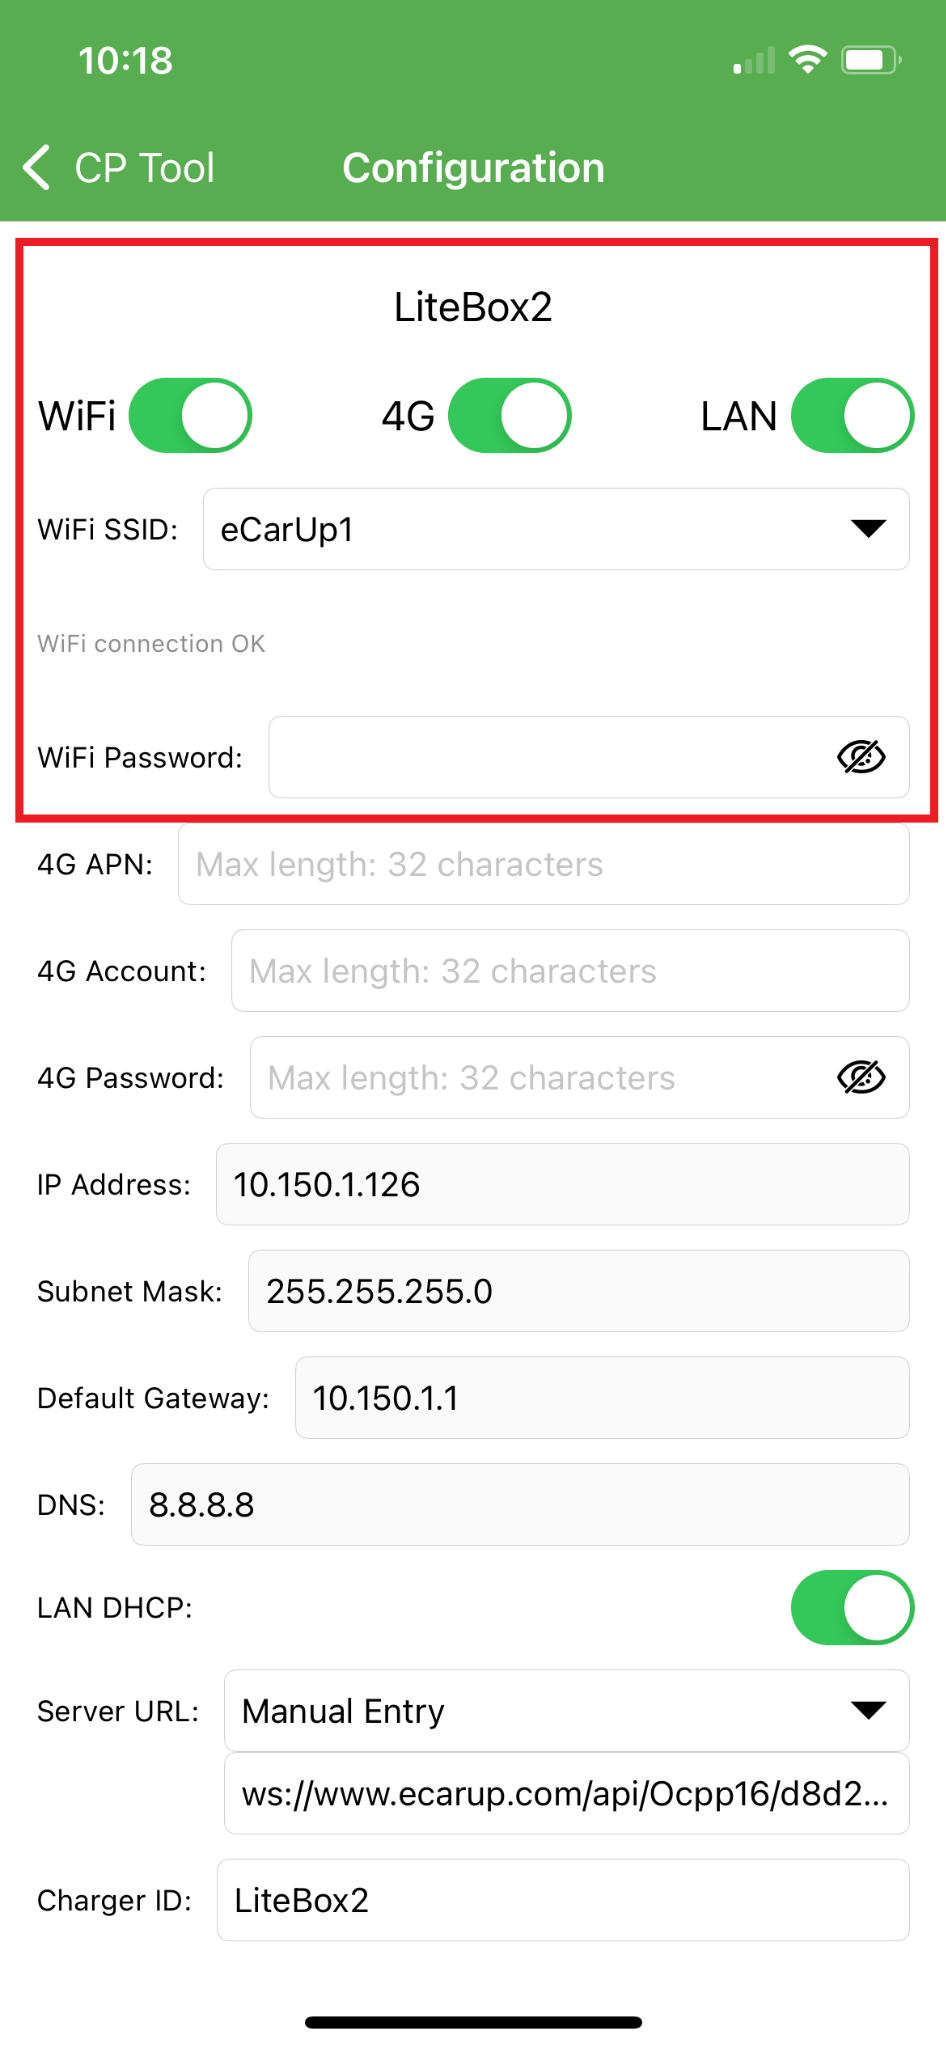 10:18
CP Tool
Configuration
LiteBox2
WiFi
4G
LAN
WiFi SSID:
eCarUp1
WiFi connection OK
WiFi Password:
4G APN:
Max length: 32 characters
4G Account:
Max length: 32 characters
4G Password:
Max length: 32 characters
IP Address:
10.150.1.126
Subnet Mask:
255.255.255.0
Default Gateway:
10.150.1.1
DNS:
8.8.8.8
LAN DHCP:
Server URL:
Manual Entry
ws://www.ecarup.com/api/Ocpp16/d8d2...
Charger ID:
LiteBox2